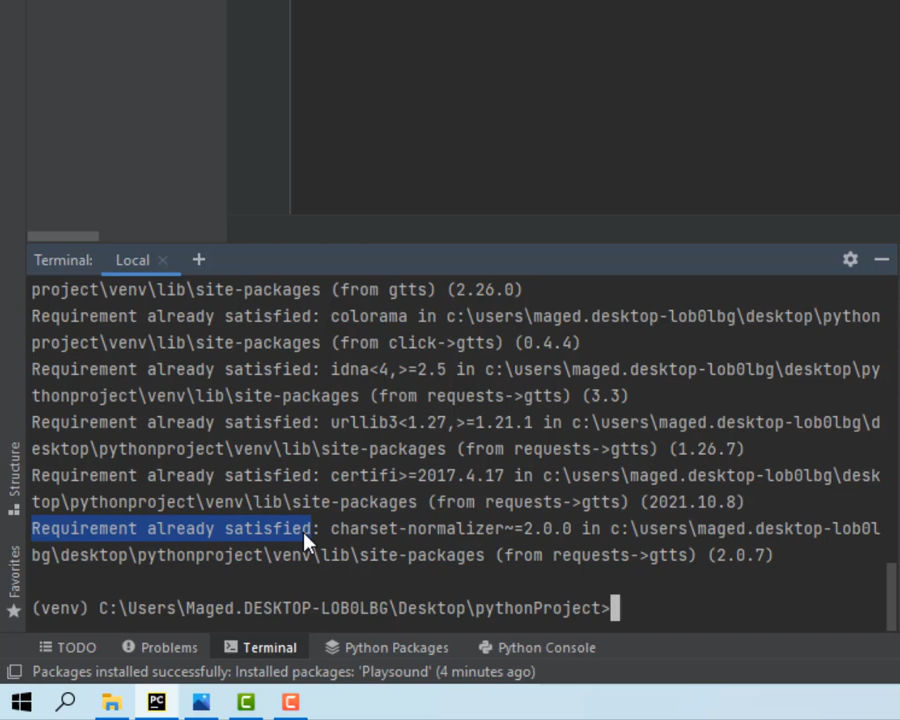 Terminal: Local × +
project\venv\lib\site-packages (from gtts) (2.26.0)
Requirement already satisfied: colorama in c:\users\maged.desktop-lob0lbg\desktop\python
project\venv\lib\site-packages (from click->gtts) (0.4.4)
Requirement already satisfied: idna<4,>=2.5 in c:\users\maged.desktop-lob0lbg\desktop\py
thonproject\venv\lib\site-packages (from requests->gtts) (3.3)
Requirement already satisfied: urllib3<1.27,>=1.21.1 in c:\users\maged.desktop-lob0lbg\d
esktop\pythonproject\venv\lib\site-packages (from requests->gtts) (1.26.7)
Requirement already satisfied: certifi>=2017.4.17 in c:\users\maged.desktop-lob0lbg\desk
top\pythonproject\venv\lib\site-packages (from requests->gtts) (2021.10.8)
Requirement already satisfied: charset-normalizer~=2.0.0 in c:\users\maged.desktop-lob0l
bg\desktop\pythonproject\venv\lib\site-packages (from requests->gtts) (2.0.7)
(venv) C:\Users\Maged.DESKTOP-LOB0LBG\Desktop\pythonProject>
Structure
Favorites
TODO Problems Terminal Python Packages Python Console
Packages installed successfully: Installed packages: 'Playsound' (4 minutes ago)
PC C C